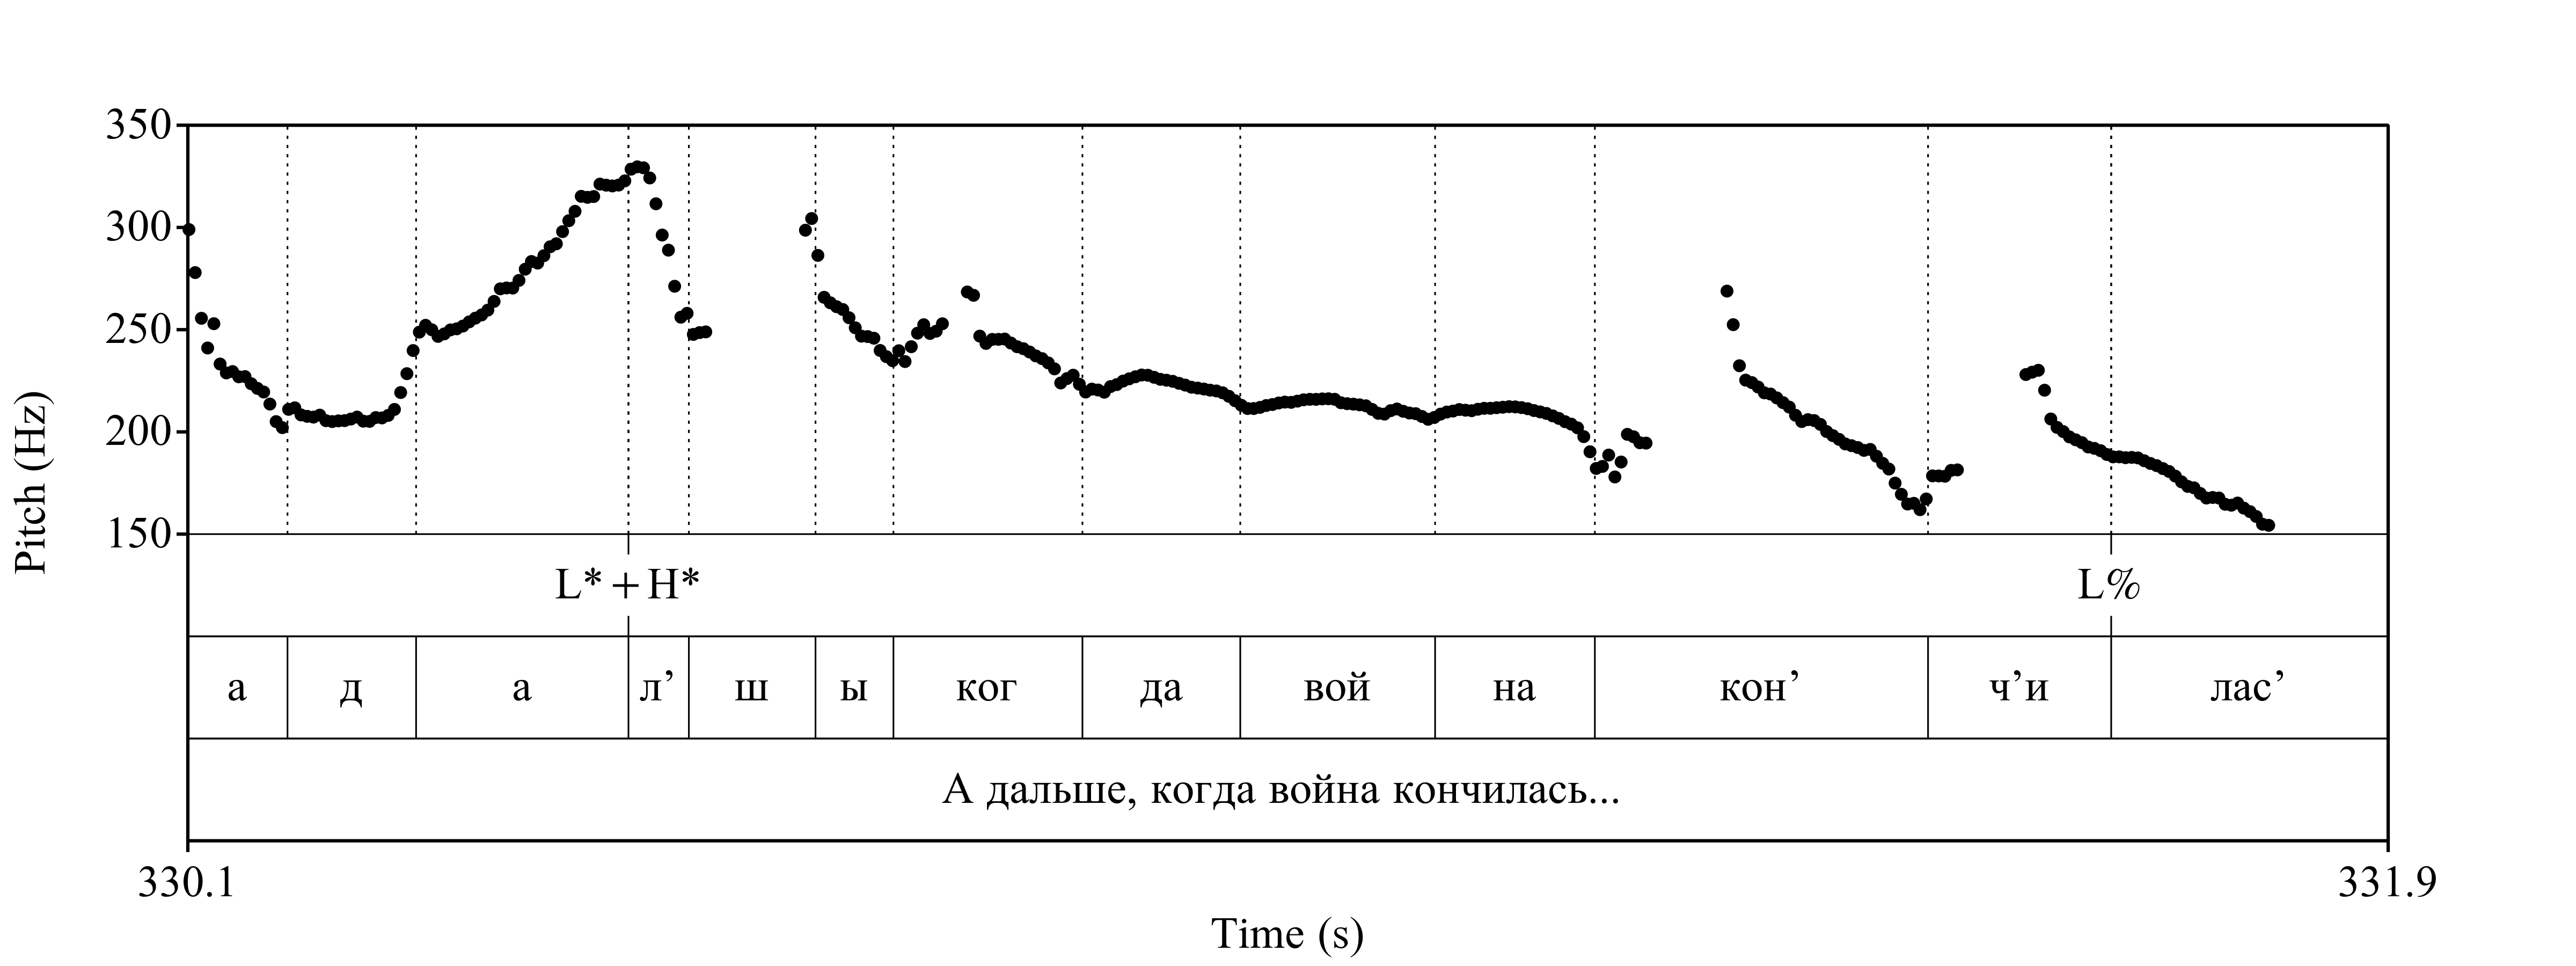 350
300
250
200
150
Pitch (Hz)
L* + H* L%
а д а л’ ш ы ког да вой на кон’ ч’и лас’
А дальше, когда война кончилась...
330.1 331.9
Time (s)